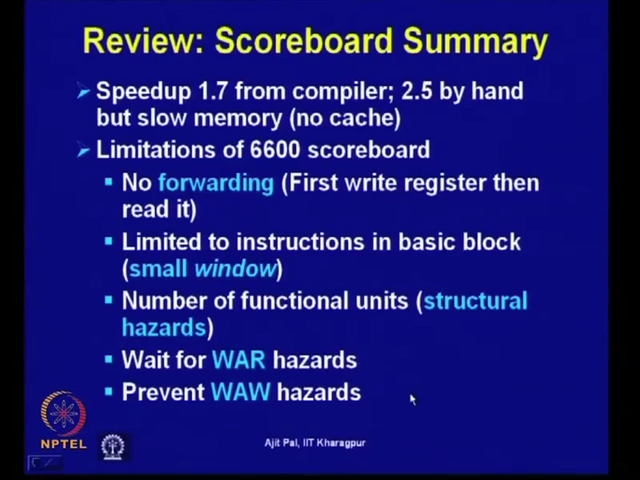 Review: Scoreboard Summary
Speedup 1.7 from compiler; 2.5 by hand
but slow memory (no cache)
Limitations of 6600 scoreboard
No forwarding (First write register then
read it)
Limited to instructions in basic block
(small window)
Number of functional units (structural
hazards)
Wait for WAR hazards
Prevent WAW hazards
NPTEL
Ajit Pal, IIT Kharagpur